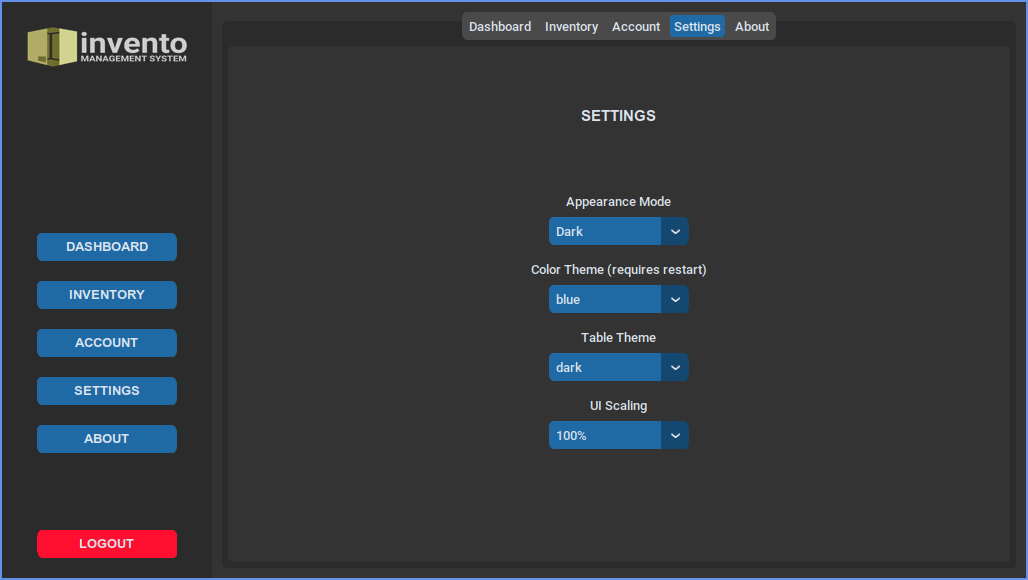 invento
MANAGEMENT SYSTEM
DASHBOARD
INVENTORY
ACCOUNT
SETTINGS
ABOUT
LOGOUT
Dashboard Inventory Account Settings About
SETTINGS
Appearance Mode
Dark
Color Theme (requires restart)
blue
Table Theme
dark
UI Scaling
100%